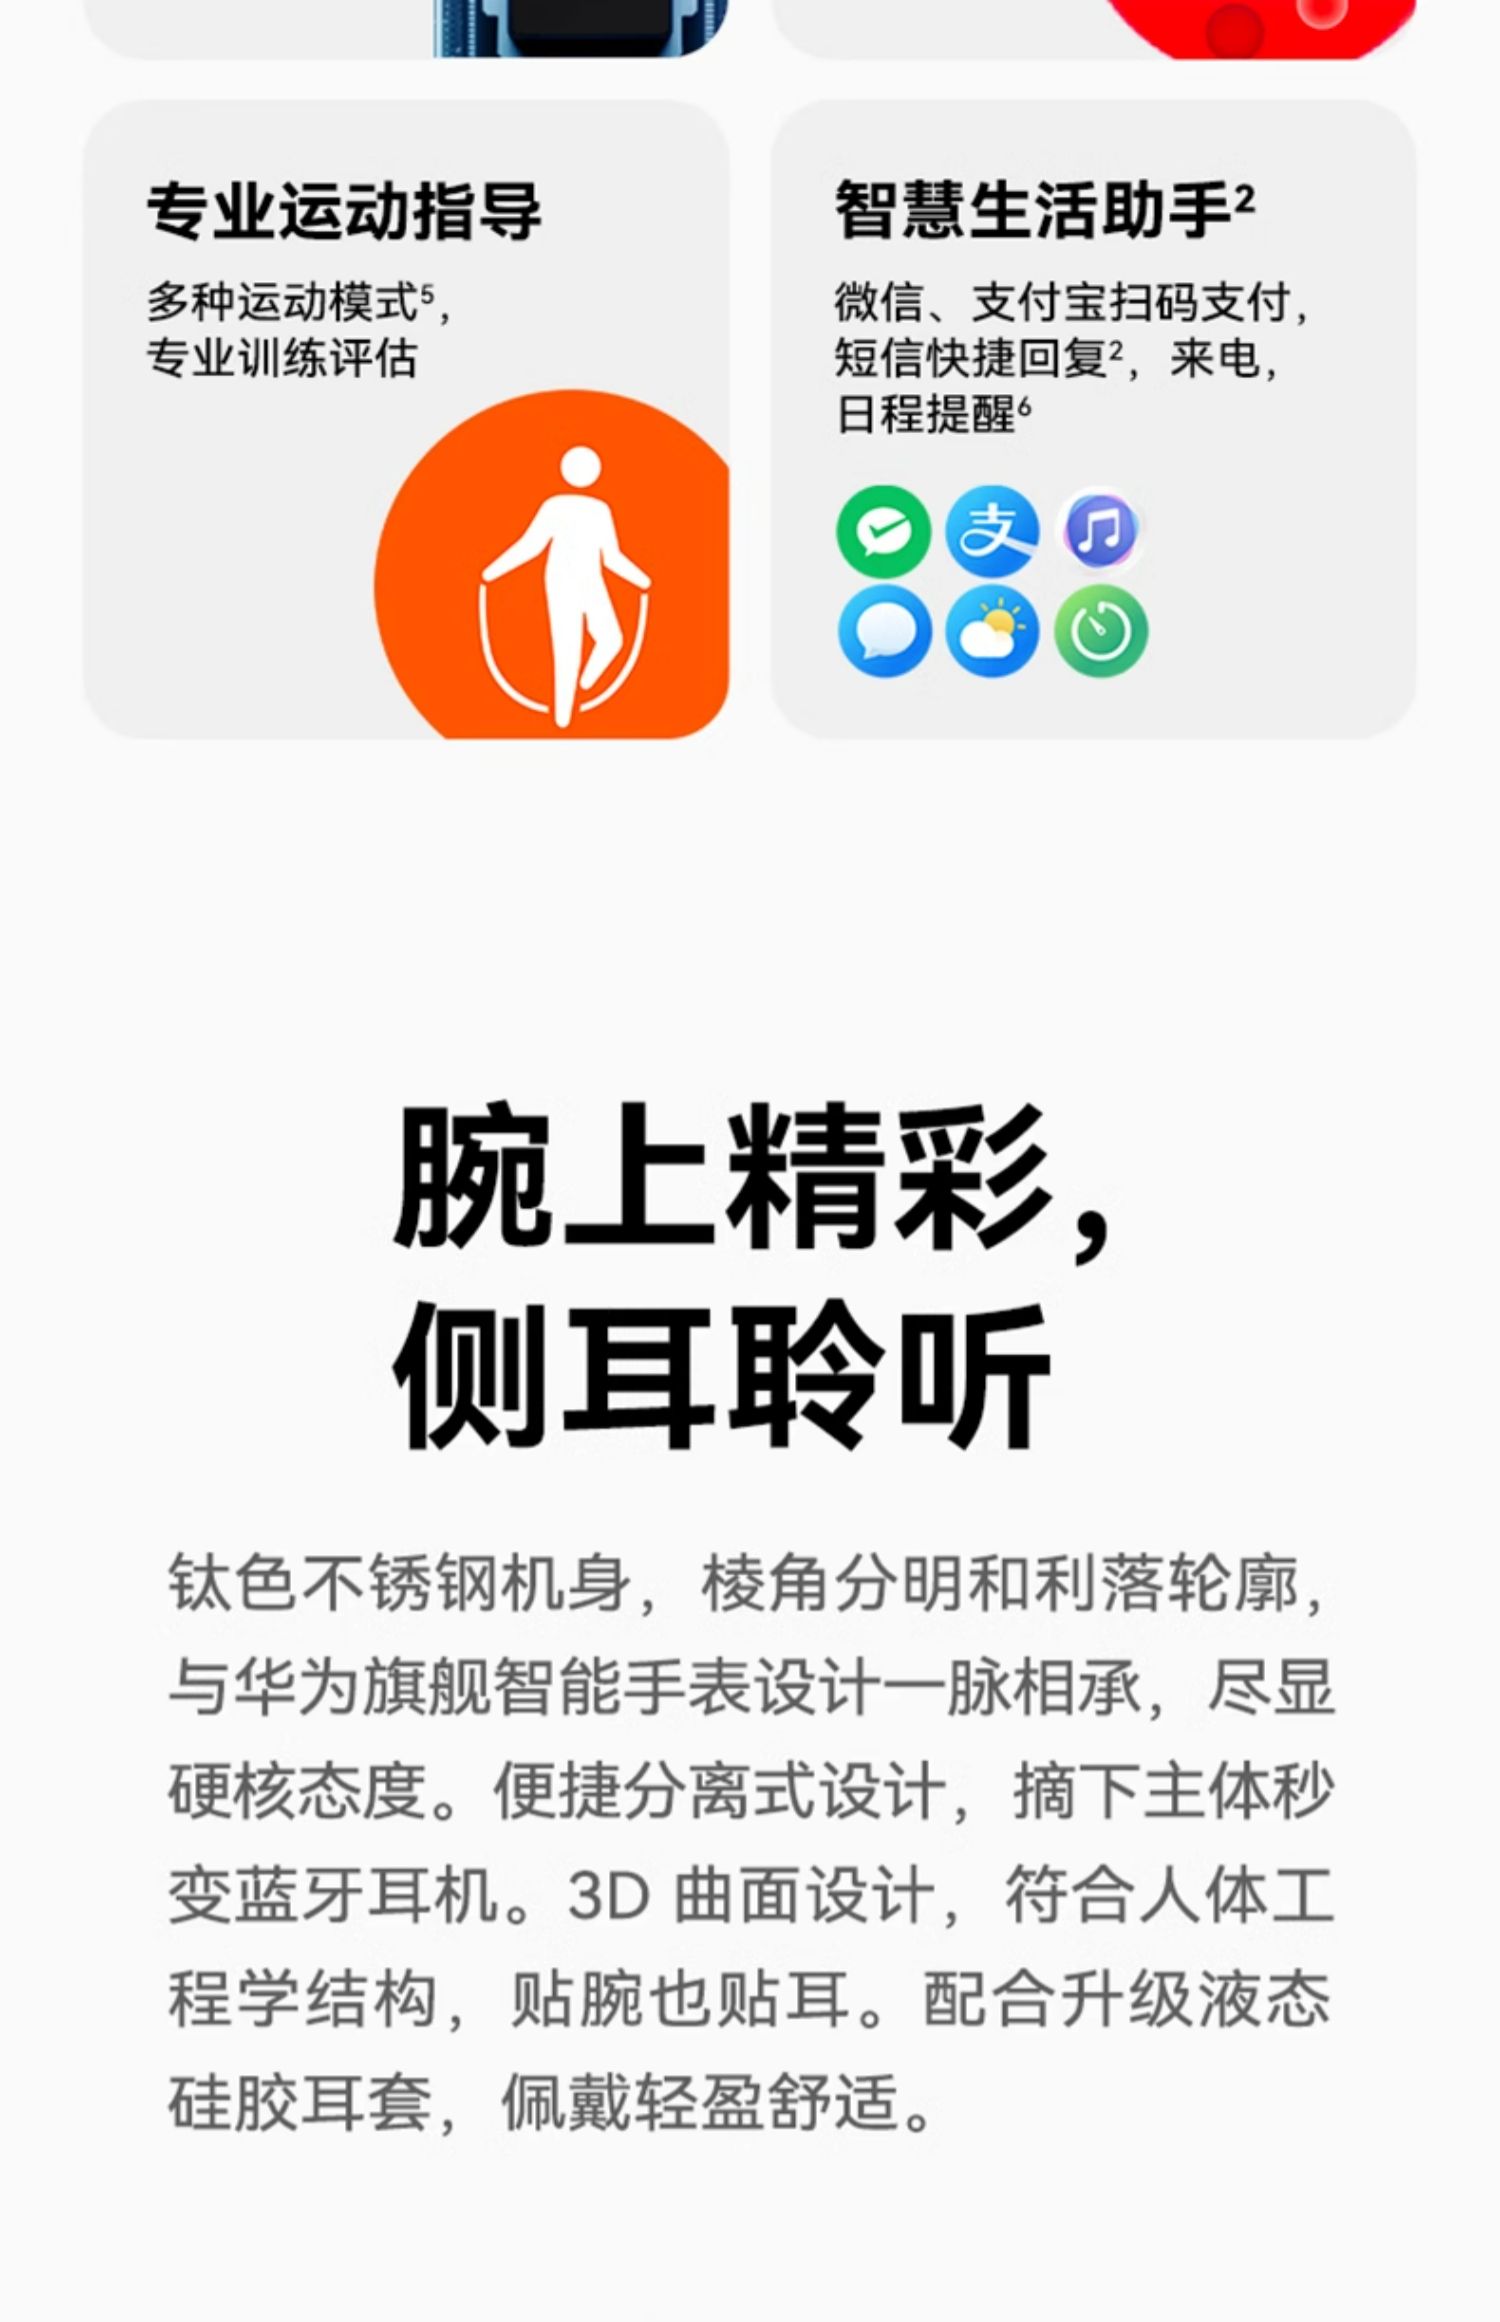 专业运动指导
多种运动模式⁵，
专业训练评估
智慧生活助手²
微信、支付宝扫码支付，
短信快捷回复²，来电，
日程提醒⁶
支
腕上精彩，
侧耳聆听
钛色不锈钢机身，棱角分明和利落轮廓，
与华为旗舰智能手表设计一脉相承，尽显
硬核态度。便捷分离式设计，摘下主体秒
变蓝牙耳机。3D 曲面设计，符合人体工
程学结构，贴腕也贴耳。配合升级液态
硅胶耳套，佩戴轻盈舒适。